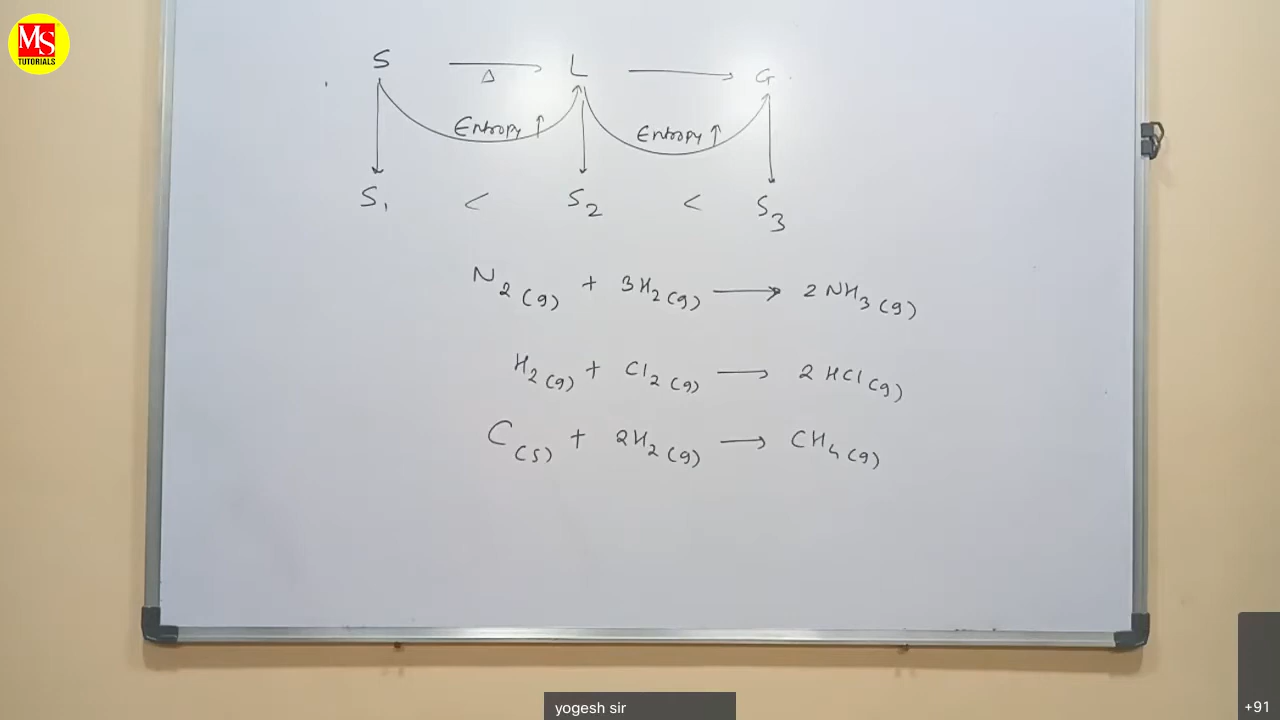 MS
TUTORIALS
S → L → G
Δ
Entropy ↑ Entropy ↑
S₁ < S₂ < S₃
N₂(g) + 3H₂(g) → 2NH₃(g)
H₂(g) + Cl₂(g) → 2HCl(g)
C(s) + 2H₂(g) → CH₄(g)
yogesh sir
+91